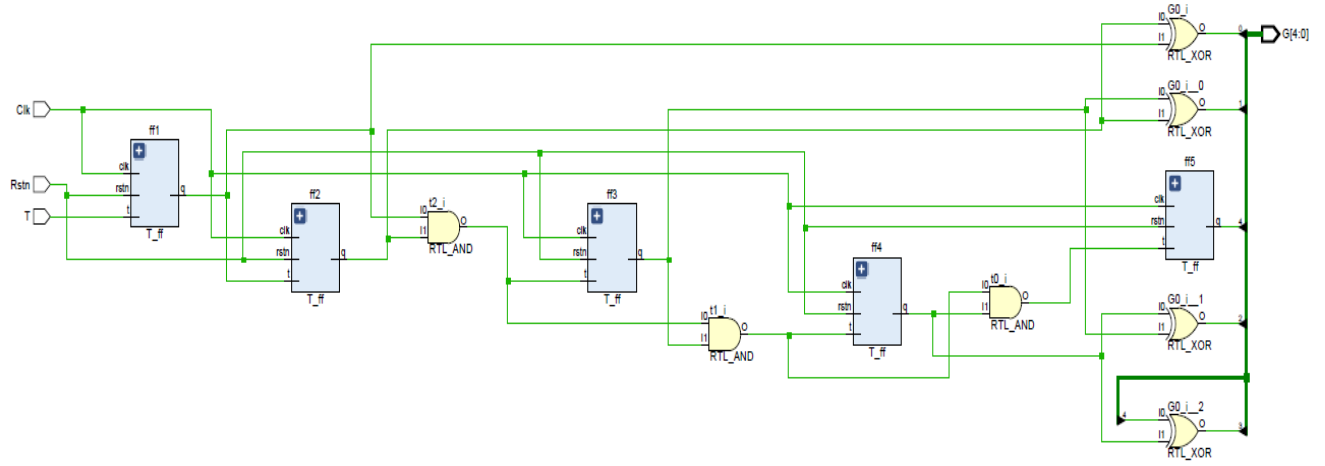 G0_i
I0
O
I1
RTL_XOR
0
G[4:0]
G0_i__0
I0
O
I1
RTL_XOR
1
Clk
ff1
clk
Rstn
rstn
q
T
t
T_ff
ff2
clk
rstn
q
t
T_ff
t2_i
I0
O
I1
RTL_AND
ff3
clk
rstn
q
t
T_ff
t1_i
I0
O
I1
RTL_AND
ff4
clk
rstn
q
t
T_ff
t0_i
I0
O
I1
RTL_AND
ff5
clk
rstn
q
t
T_ff
4
G0_i__1
I0
O
I1
RTL_XOR
2
G0_i__2
4
I0
O
I1
RTL_XOR
3